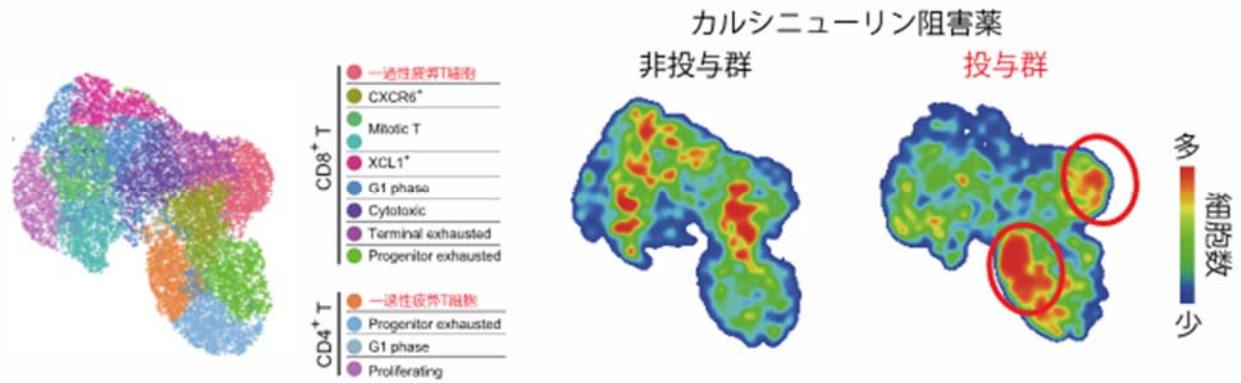 カルシニューリン阻害薬
非投与群
投与群
CD8⁺ T
一過性疲弊T細胞
CXCR6⁺
Mitotic T
XCL1⁺
G1 phase
Cytotoxic
Terminal exhausted
Progenitor exhausted
CD4⁺ T
一過性疲弊T細胞
Progenitor exhausted
G1 phase
Proliferating
多
細胞数
少